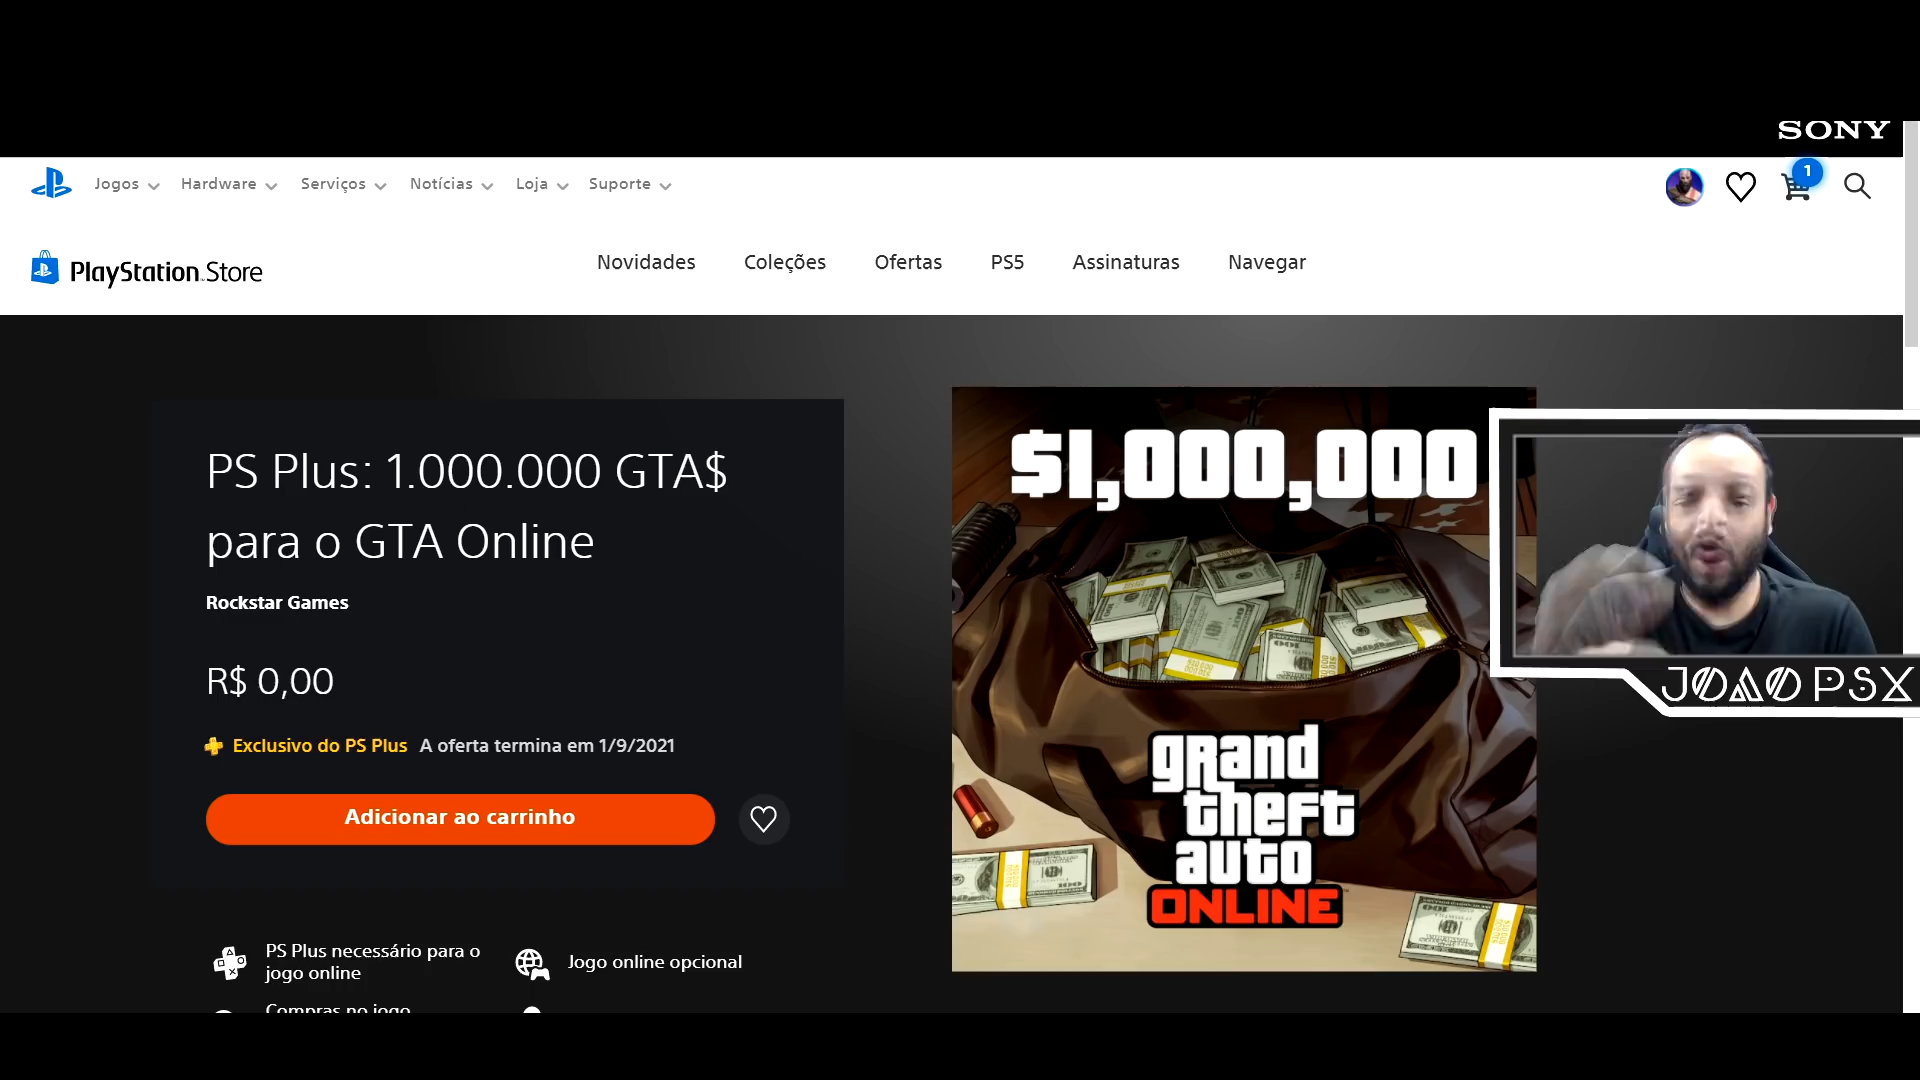 SONY
Jogos
Hardware
Serviços
Notícias
Loja
Suporte
1
PlayStation Store
Novidades
Coleções
Ofertas
PS5
Assinaturas
Navegar
PS Plus: 1.000.000 GTA$
para o GTA Online
Rockstar Games
R$ 0,00
Exclusivo do PS Plus A oferta termina em 1/9/2021
Adicionar ao carrinho
PS Plus necessário para o
jogo online
Jogo online opcional
Compras no jogo
$1,000,000
grand
theft
auto
ONLINE
JOAO PSX